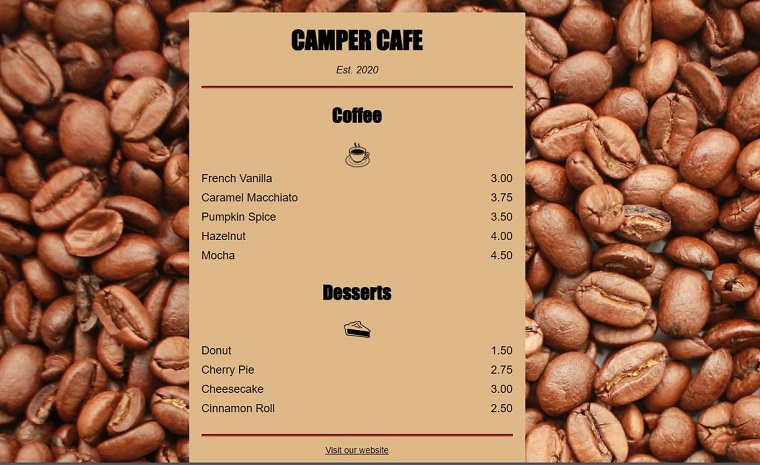 CAMPER CAFE
Est. 2020
Coffee
French Vanilla 3.00
Caramel Macchiato 3.75
Pumpkin Spice 3.50
Hazelnut 4.00
Mocha 4.50
Desserts
Donut 1.50
Cherry Pie 2.75
Cheesecake 3.00
Cinnamon Roll 2.50
Visit our website